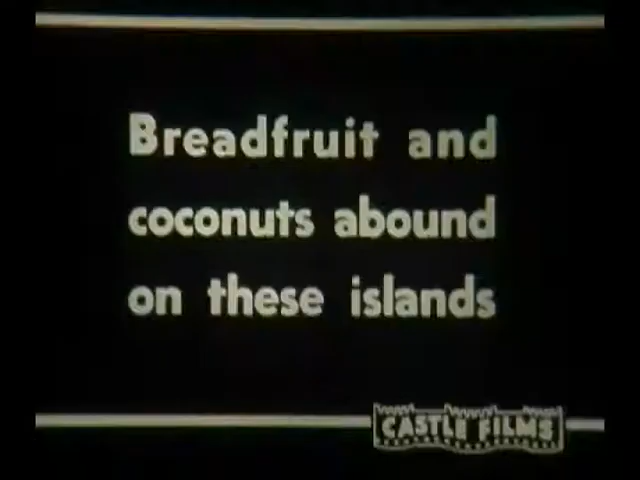 Breadfruit and
coconuts abound
on these islands
CASTLE FILMS